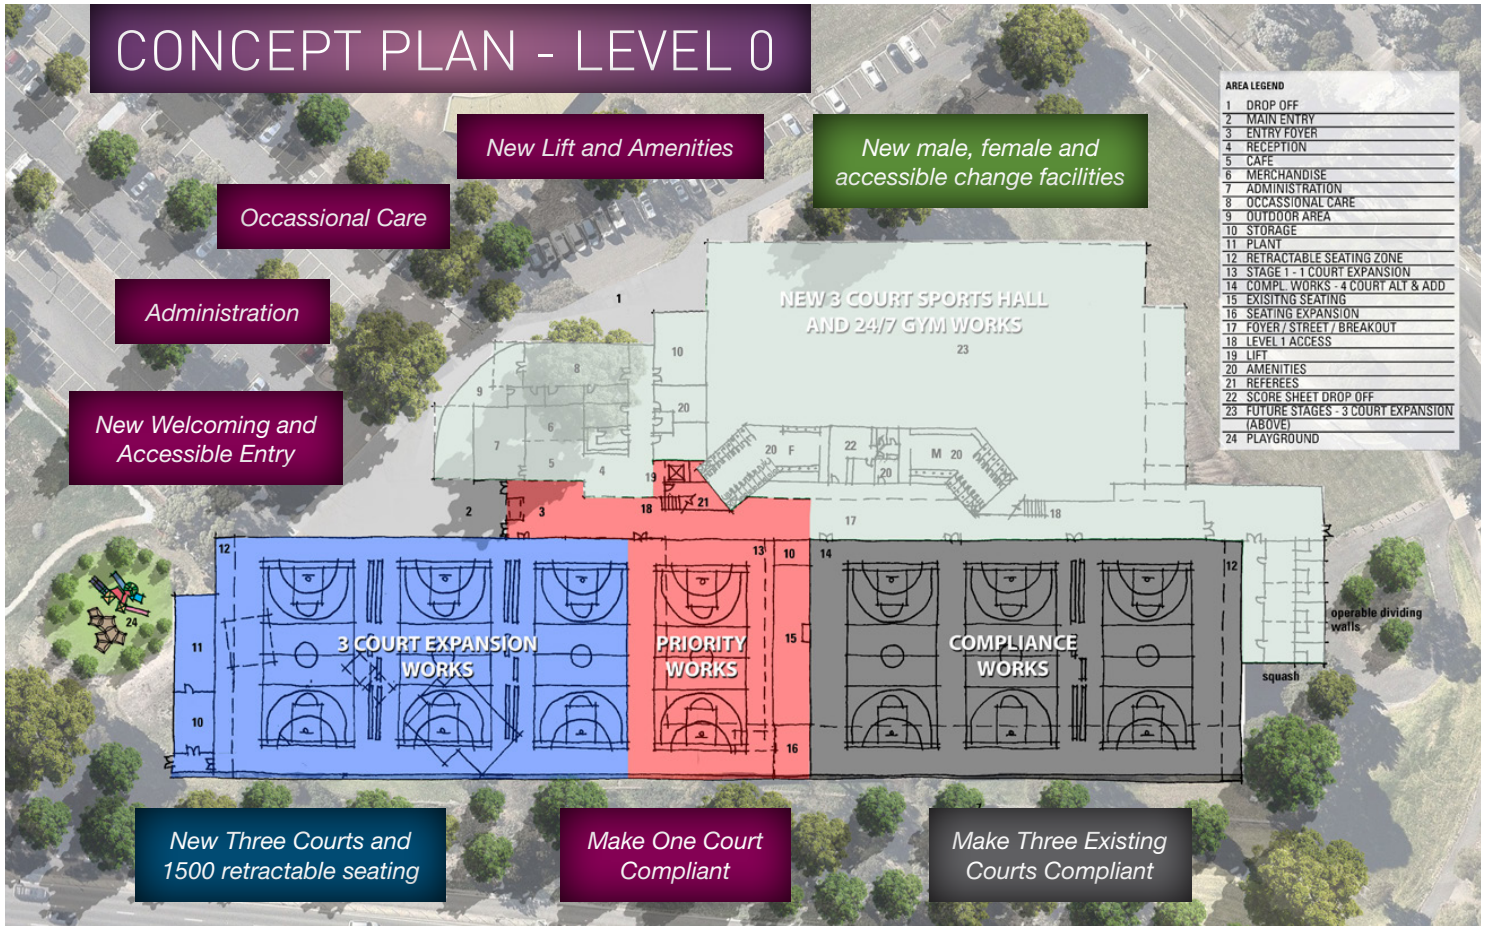 CONCEPT PLAN - LEVEL 0
New Lift and Amenities
New male, female and
accessible change facilities
Occassional Care
Administration
New Welcoming and
Accessible Entry
AREA LEGEND
1 DROP OFF
2 MAIN ENTRY
3 ENTRY FOYER
4 RECEPTION
5 CAFE
6 MERCHANDISE
7 ADMINISTRATION
8 OCCASSIONAL CARE
9 OUTDOOR AREA
10 STORAGE
11 PLANT
12 RETRACTABLE SEATING ZONE
13 STAGE 1 - 1 COURT EXPANSION
14 COMPL. WORKS - 4 COURT ALT & ADD
15 EXISITNG SEATING
16 SEATING EXPANSION
17 FOYER / STREET / BREAKOUT
18 LEVEL 1 ACCESS
19 LIFT
20 AMENITIES
21 REFEREES
22 SCORE SHEET DROP OFF
23 FUTURE STAGES - 3 COURT EXPANSION
(ABOVE)
24 PLAYGROUND
1
NEW 3 COURT SPORTS HALL
AND 24/7 GYM WORKS
23
10
8
9
20
6
7
5
4
20 F
22
20
M 20
19
21
2
3
18
17
18
12
13
10
14
12
24
11
3 COURT EXPANSION
WORKS
PRIORITY
WORKS
15
COMPLIANCE
WORKS
operable dividing
walls
squash
10
16
New Three Courts and
1500 retractable seating
Make One Court
Compliant
Make Three Existing
Courts Compliant